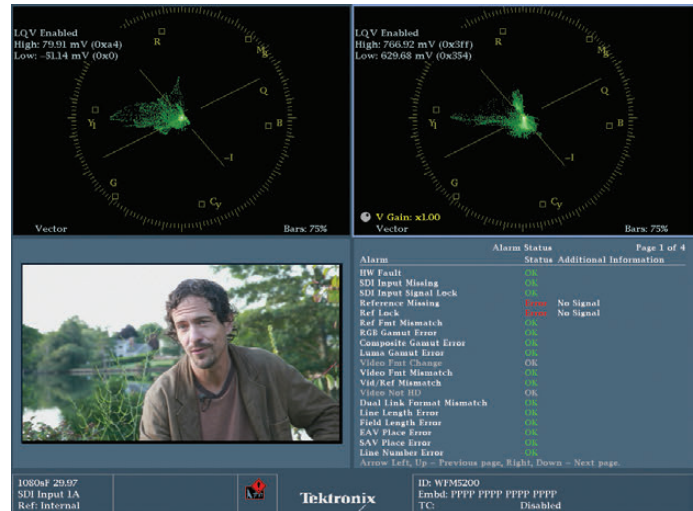 LQV Enabled
High: 79.91 mV (0xa4)
Low: -51.14 mV (0x0)
R
Mg
Q
Yl
B
-I
G
Cy
Vector
Bars: 75%
LQV Enabled
High: 766.92 mV (0x3ff)
Low: 629.68 mV (0x354)
R
Mg
Q
Yl
B
-I
G
Cy
V Gain: x1.00
Vector
Bars: 75%
Alarm Status Page 1 of 4
Alarm Status Additional Information
HW Fault OK
SDI Input Missing OK
SDI Input Signal Lock OK
Reference Missing Error No Signal
Ref Lock Error No Signal
Ref Fmt Mismatch OK
RGB Gamut Error OK
Composite Gamut Error OK
Luma Gamut Error OK
Video Fmt Change OK
Video Fmt Mismatch OK
Vid/Ref Mismatch OK
Video Not HD OK
Dual Link Format Mismatch OK
Line Length Error OK
Field Length Error OK
EAV Place Error OK
SAV Place Error OK
Line Number Error OK
Arrow Left, Up - Previous page, Right, Down - Next page.
1080sF 29.97
SDI Input 1A
Ref: Internal
Tektronix
ID: WFM5200
Embd: PPPP PPPP PPPP PPPP
TC: Disabled